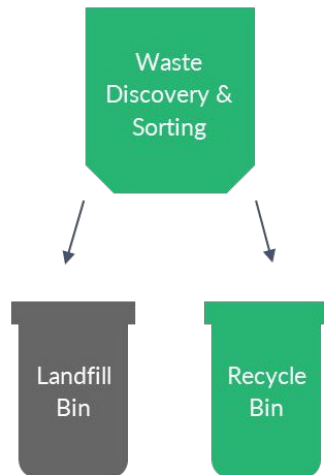 Waste
Discovery &
Sorting
Landfill
Bin
Recycle
Bin